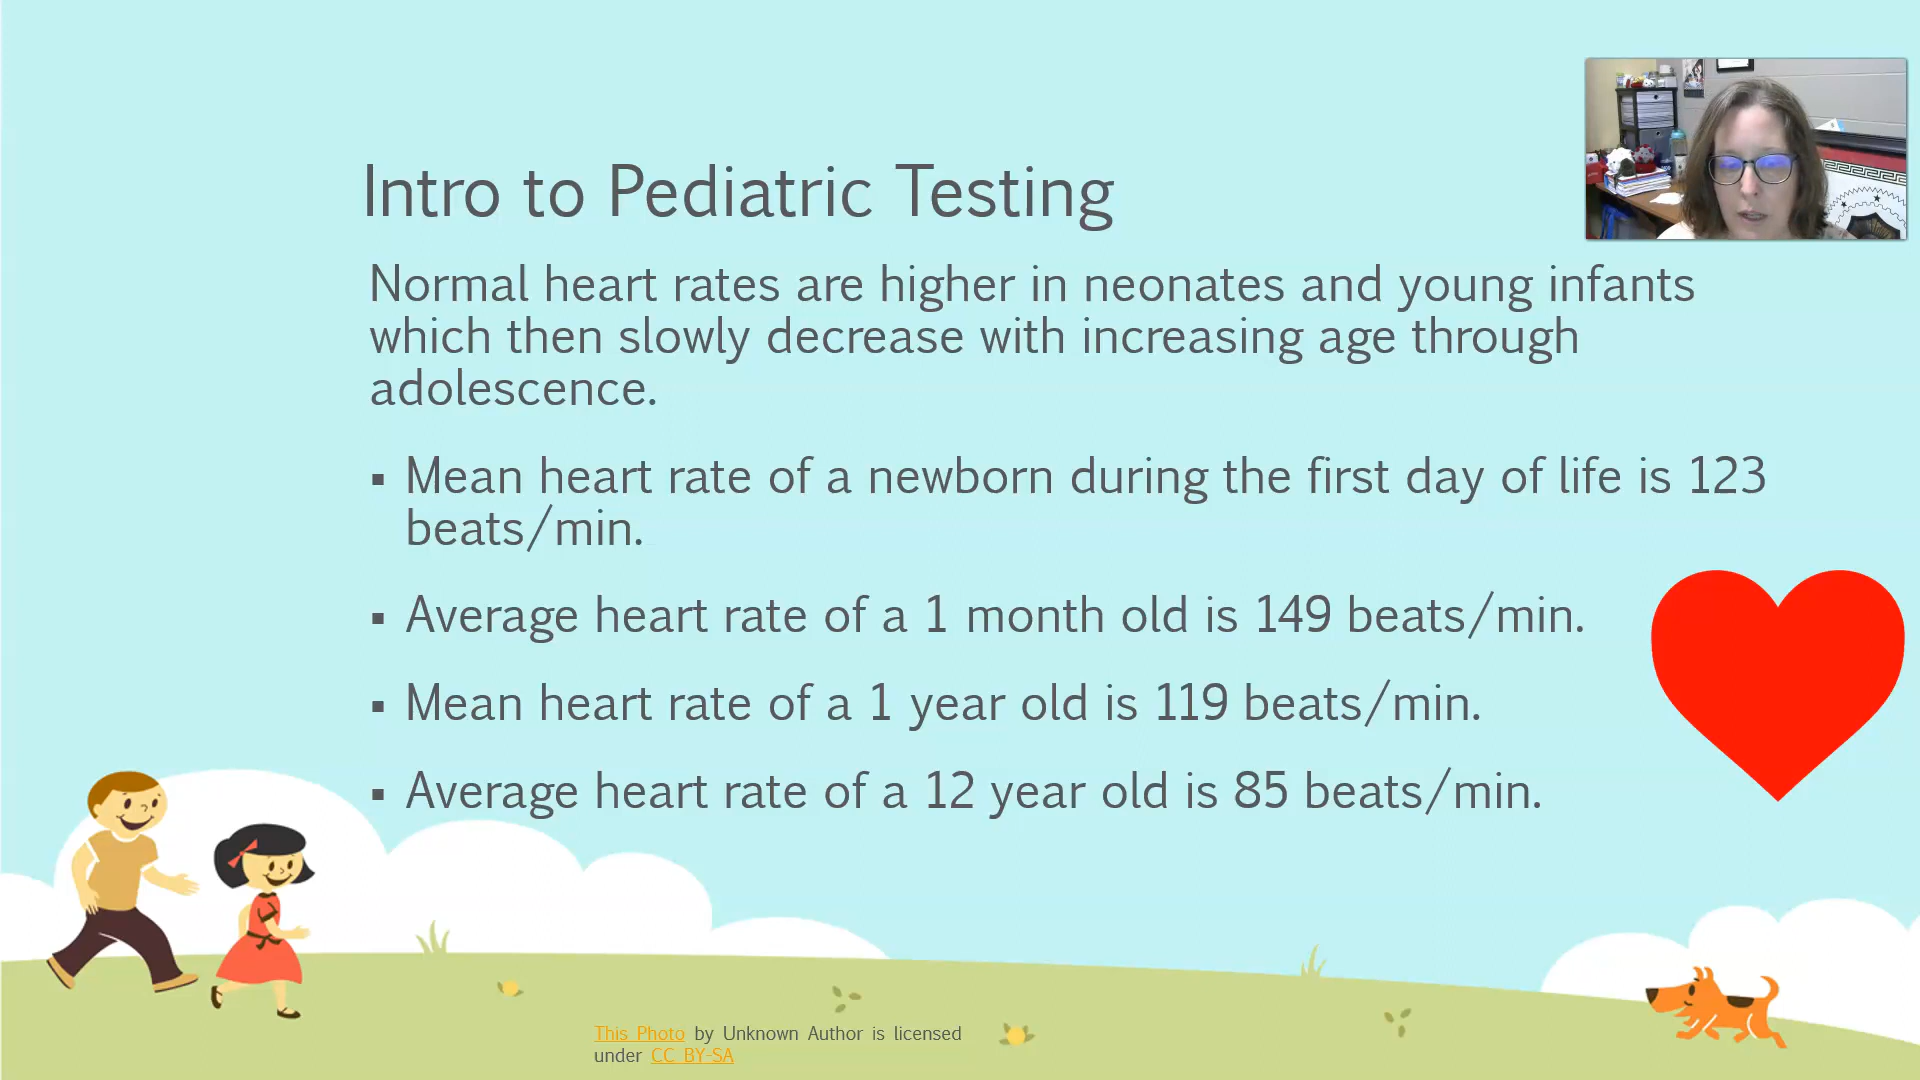 Intro to Pediatric Testing
Normal heart rates are higher in neonates and young infants
which then slowly decrease with increasing age through
adolescence.
▪ Mean heart rate of a newborn during the first day of life is 123
beats/min.
▪ Average heart rate of a 1 month old is 149 beats/min.
▪ Mean heart rate of a 1 year old is 119 beats/min.
▪ Average heart rate of a 12 year old is 85 beats/min.
This Photo by Unknown Author is licensed
under CC BY-SA